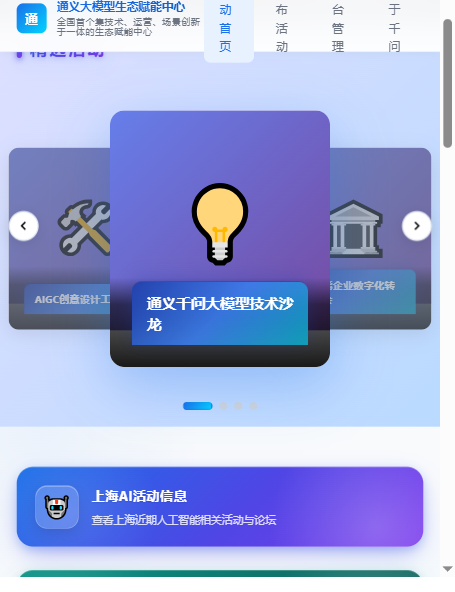 通
通义大模型生态赋能中心
全国首个集技术、运营、场景创新
于一体的生态赋能中心
动
首
页
布
活
动
台
管
理
于
千
问
精选活动
AIGC创意设计工
通义千问大模型技术沙
龙
企业数字化转
上海AI活动信息
查看上海近期人工智能相关活动与论坛